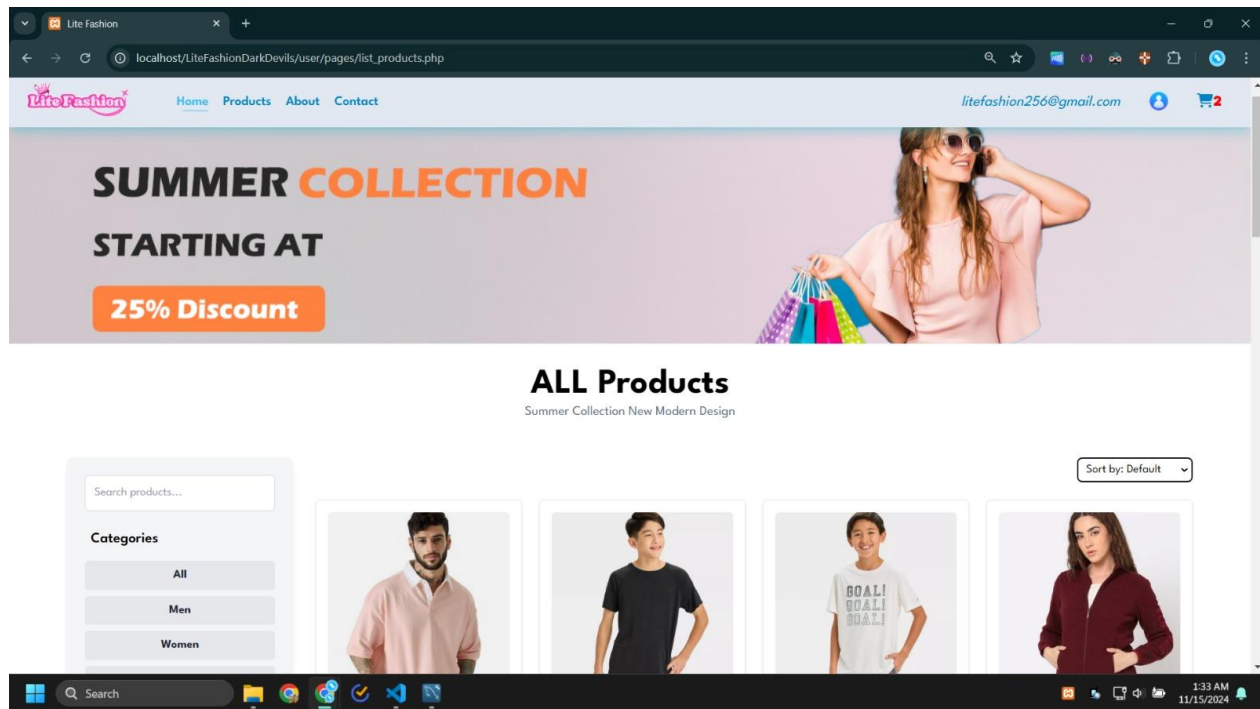 Lite Fashion
localhost/LiteFashionDarkDevils/user/pages/list_products.php
Lite Fashion
Home Products About Contact
litefashion256@gmail.com
2
SUMMER COLLECTION
STARTING AT
25% Discount
ALL Products
Summer Collection New Modern Design
Sort by: Default
Search products...
Categories
All
Men
Women
GOAL!
GOAL!
GOAL!
Search
1:33 AM
11/15/2024